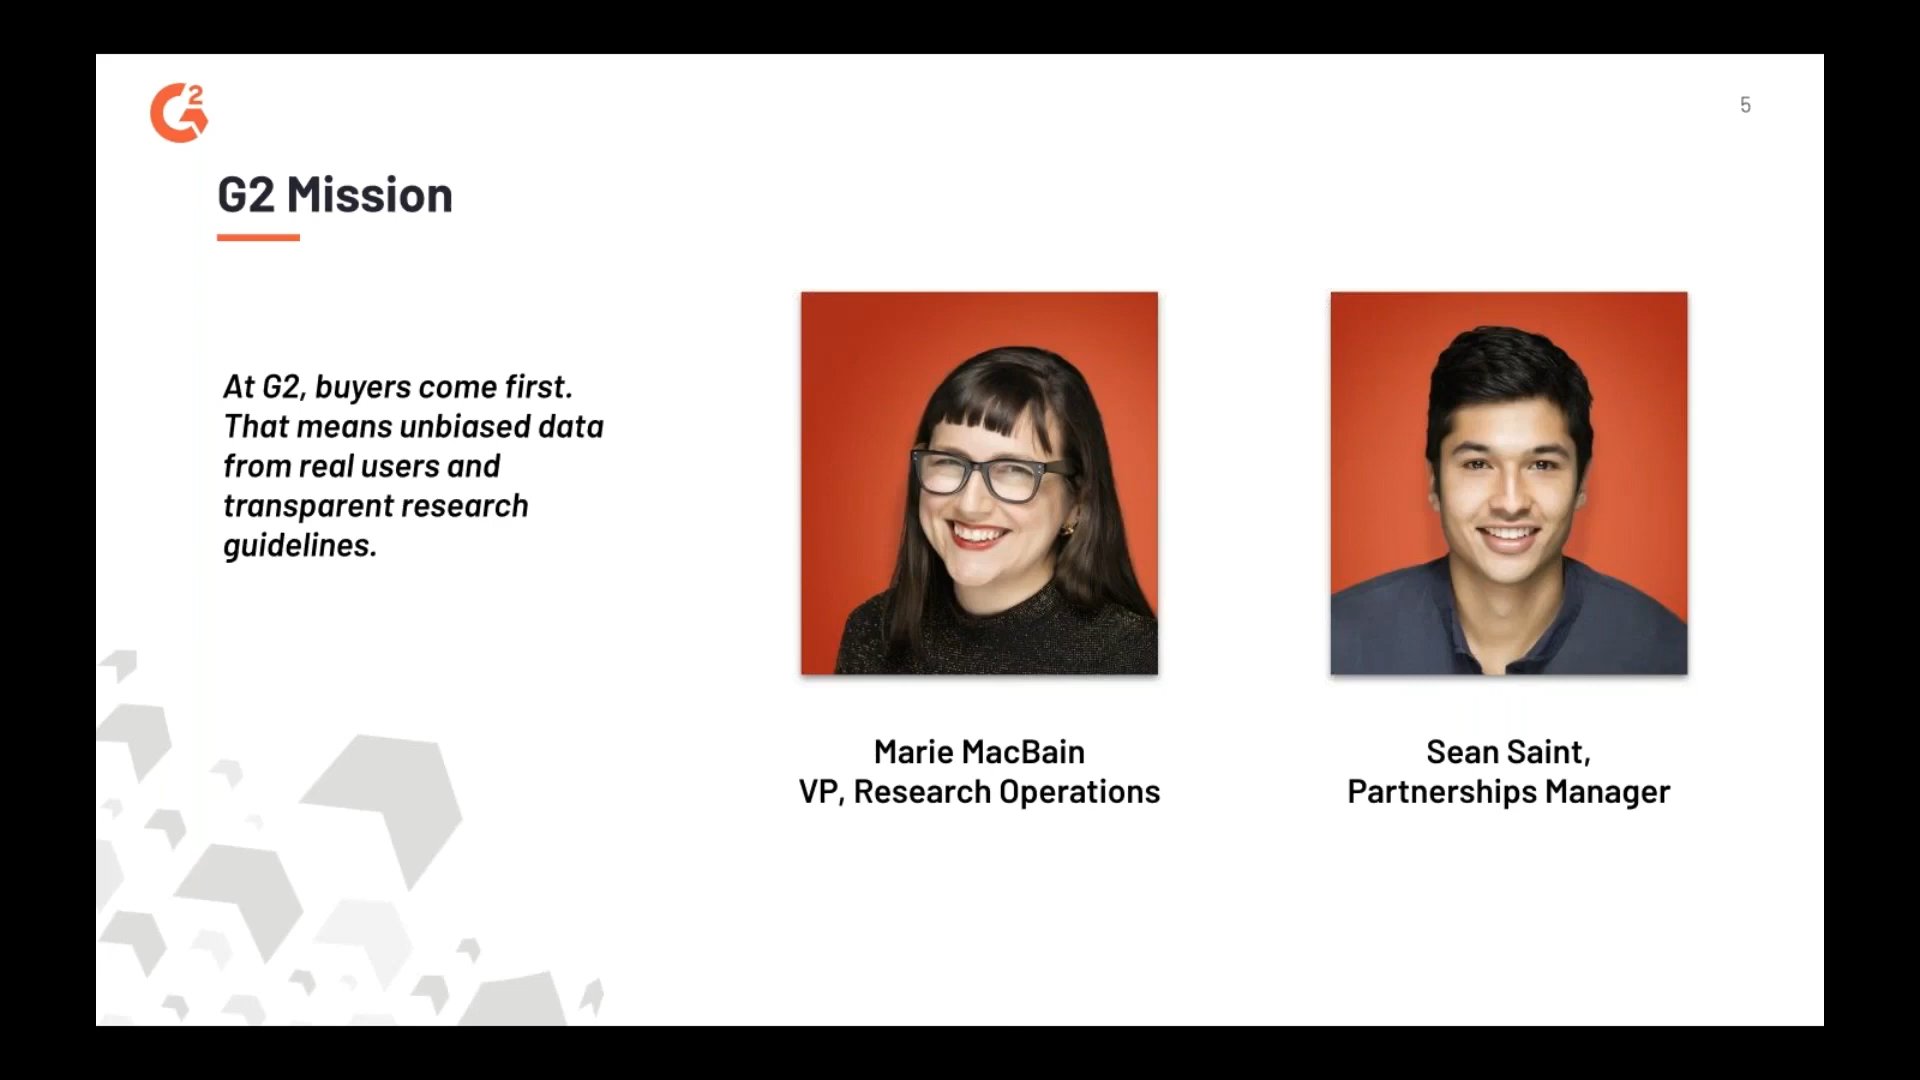 G2
5
G2 Mission
At G2, buyers come first.
That means unbiased data
from real users and
transparent research
guidelines.
Marie MacBain
VP, Research Operations
Sean Saint,
Partnerships Manager